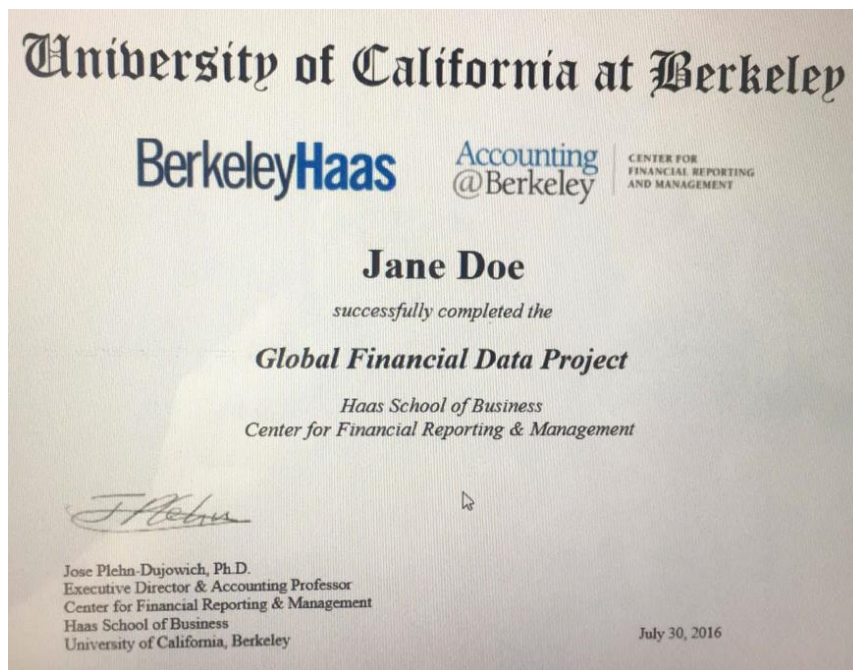 University of California at Berkeley
BerkeleyHaas
Accounting
@Berkeley
CENTER FOR
FINANCIAL REPORTING
AND MANAGEMENT
Jane Doe
successfully completed the
Global Financial Data Project
Haas School of Business
Center for Financial Reporting & Management
Jose Plehn-Dujowich, Ph.D.
Executive Director & Accounting Professor
Center for Financial Reporting & Management
Haas School of Business
University of California, Berkeley
July 30, 2016